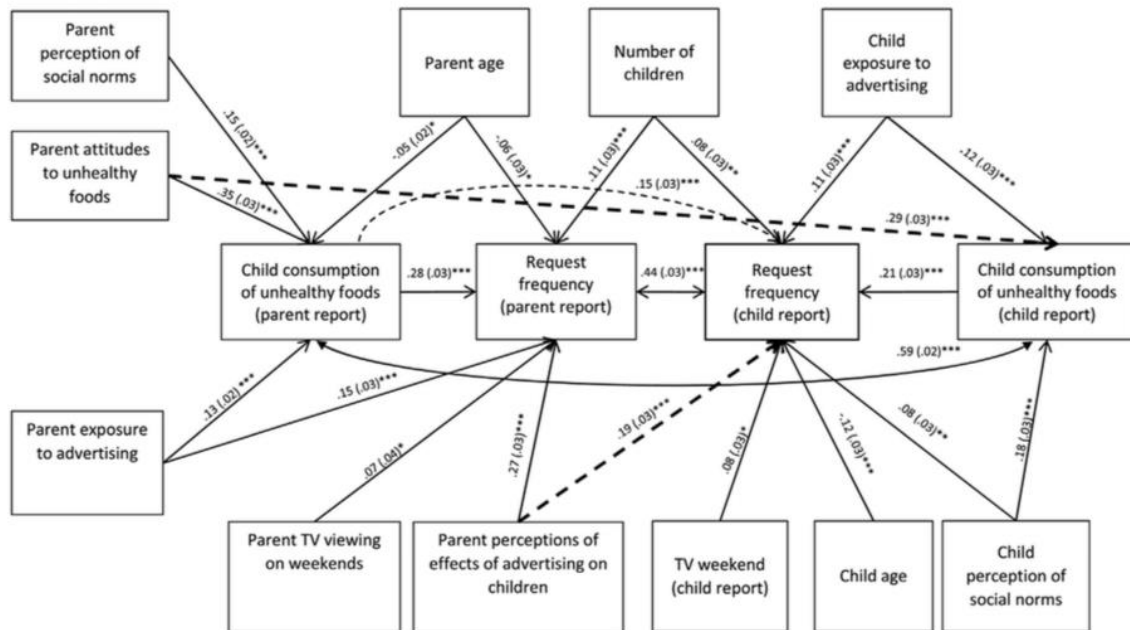 Parent
perception of
social norms
Parent age
Number of
children
Child
exposure to
advertising
Parent attitudes
to unhealthy
foods
.15 (.02)***
.35 (.03)***
-.05 (.02)*
-.06 (.03)*
.11 (.03)***
.08 (.03)**
.11 (.03)***
.12 (.03)***
.15 (.03)***
.29 (.03)***
Child consumption
of unhealthy foods
(parent report)
.28 (.03)***
Request
frequency
(parent report)
.44 (.03)***
Request
frequency
(child report)
.21 (.03)***
Child consumption
of unhealthy foods
(child report)
.59 (.02)***
Parent exposure
to advertising
.13 (.02) ***
.15 (.03)***
.07 (.04)*
.27 (.03)***
.19 (.03)***
.08 (.03)*
-.12 (.03)***
.08 (.03)**
.18 (.03)***
Parent TV viewing
on weekends
Parent perceptions of
effects of advertising on
children
TV weekend
(child report)
Child age
Child
perception of
social norms